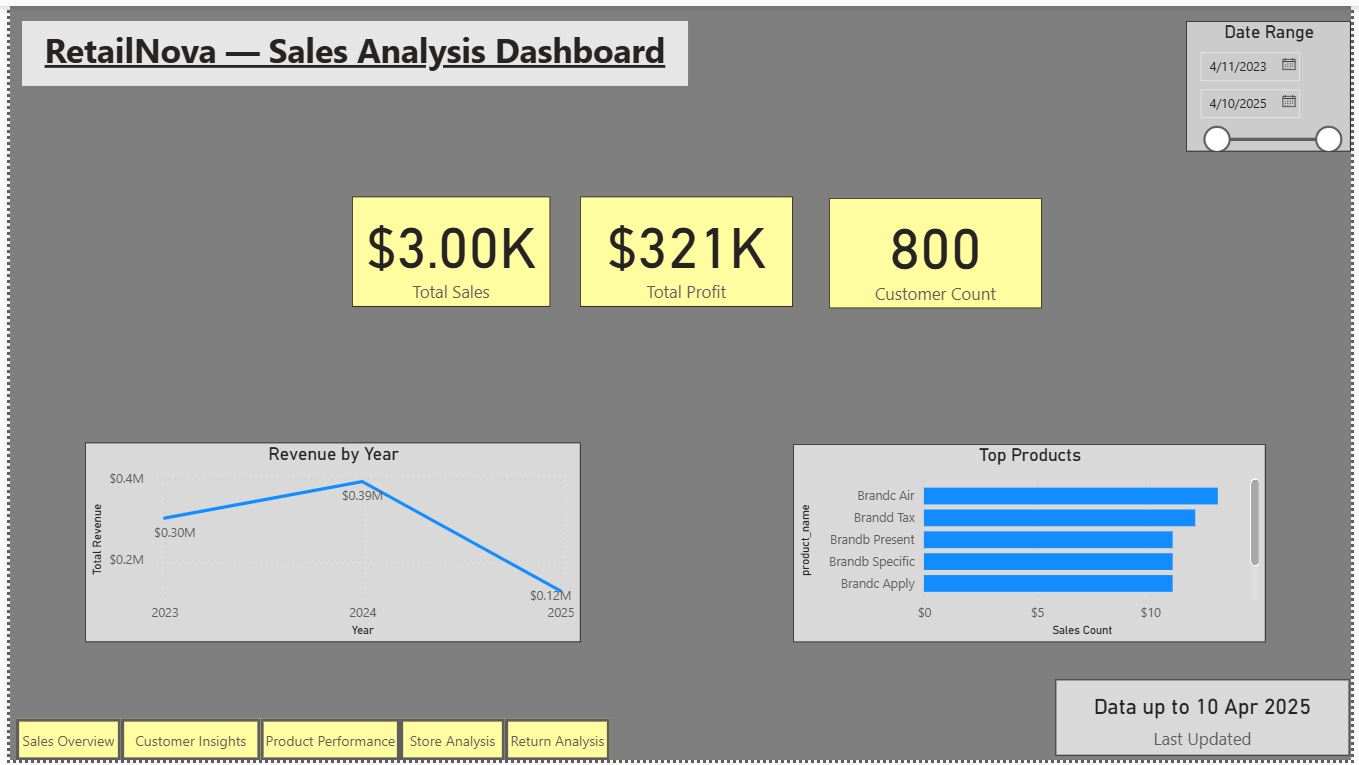 RetailNova — Sales Analysis Dashboard
Date Range
4/11/2023
4/10/2025
$3.00K
Total Sales
$321K
Total Profit
800
Customer Count
Revenue by Year
Total Revenue
$0.4M
$0.2M
$0.30M
$0.39M
$0.12M
2023
2024
2025
Year
Top Products
product_name
Brandc Air
Brandd Tax
Brandb Present
Brandb Specific
Brandc Apply
$0
$5
$10
Sales Count
Data up to 10 Apr 2025
Last Updated
Sales Overview
Customer Insights
Product Performance
Store Analysis
Return Analysis